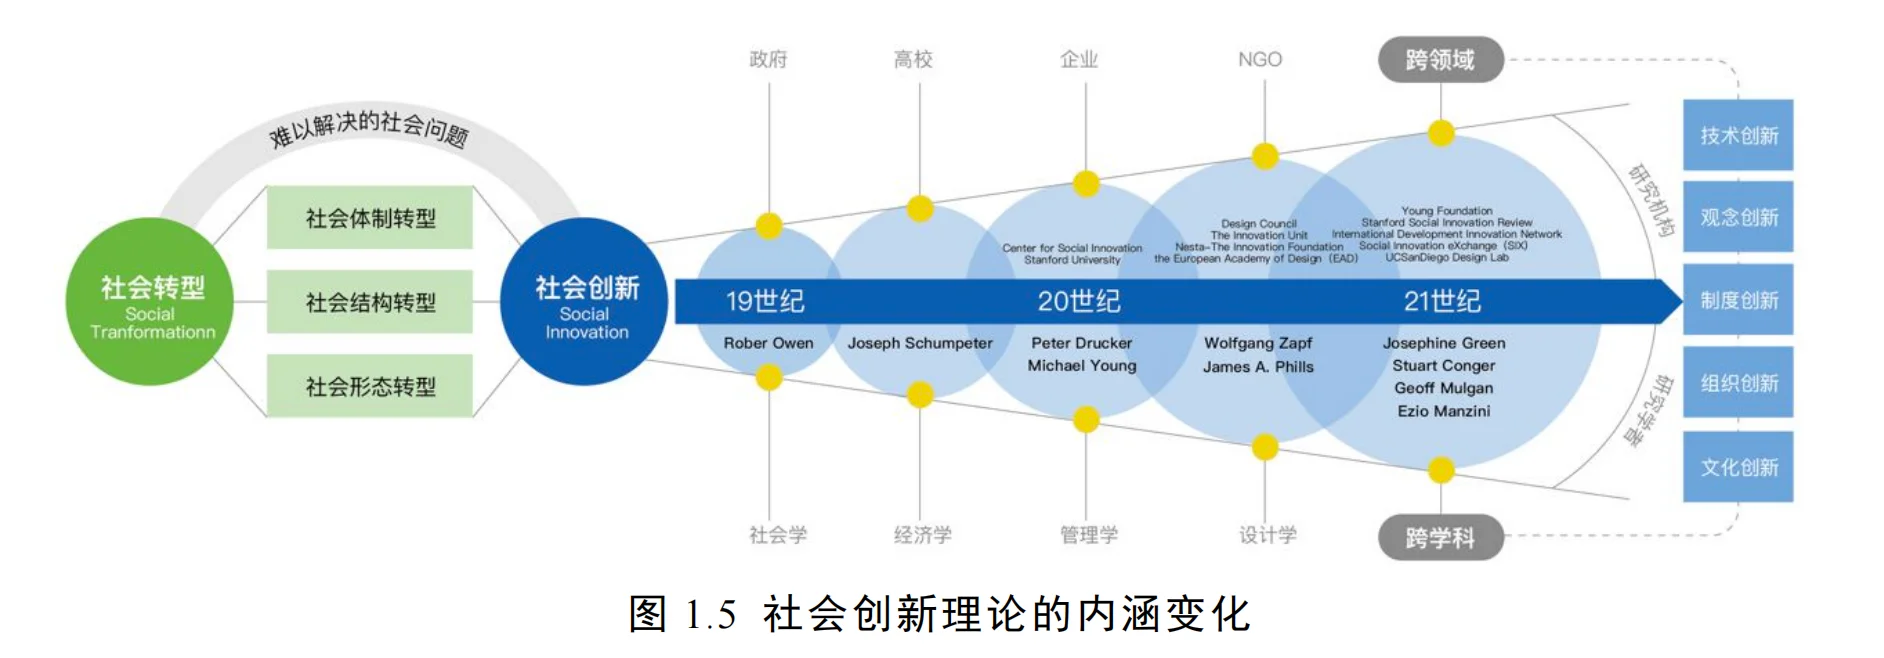 难以解决的社会问题
社会转型
Social
Tranformationn
社会体制转型
社会结构转型
社会形态转型
社会创新
Social
Innovation
政府
高校
企业
NGO
跨领域
Center for Social Innovation
Stanford University
Design Council
The Innovation Unit
Nesta-The Innovation Foundation
the European Academy of Design (EAD)
Young Foundation
Stanford Social Innovation Review
International Development Innovation Network
Social Innovation eXchange (SIX)
UCSanDiego Design Lab
研究机构
19世纪
20世纪
21世纪
Rober Owen
Joseph Schumpeter
Peter Drucker
Michael Young
Wolfgang Zapf
James A. Phills
Josephine Green
Stuart Conger
Geoff Mulgan
Ezio Manzini
研究学者
社会学
经济学
管理学
设计学
跨学科
技术创新
观念创新
制度创新
组织创新
文化创新
图 1.5 社会创新理论的内涵变化